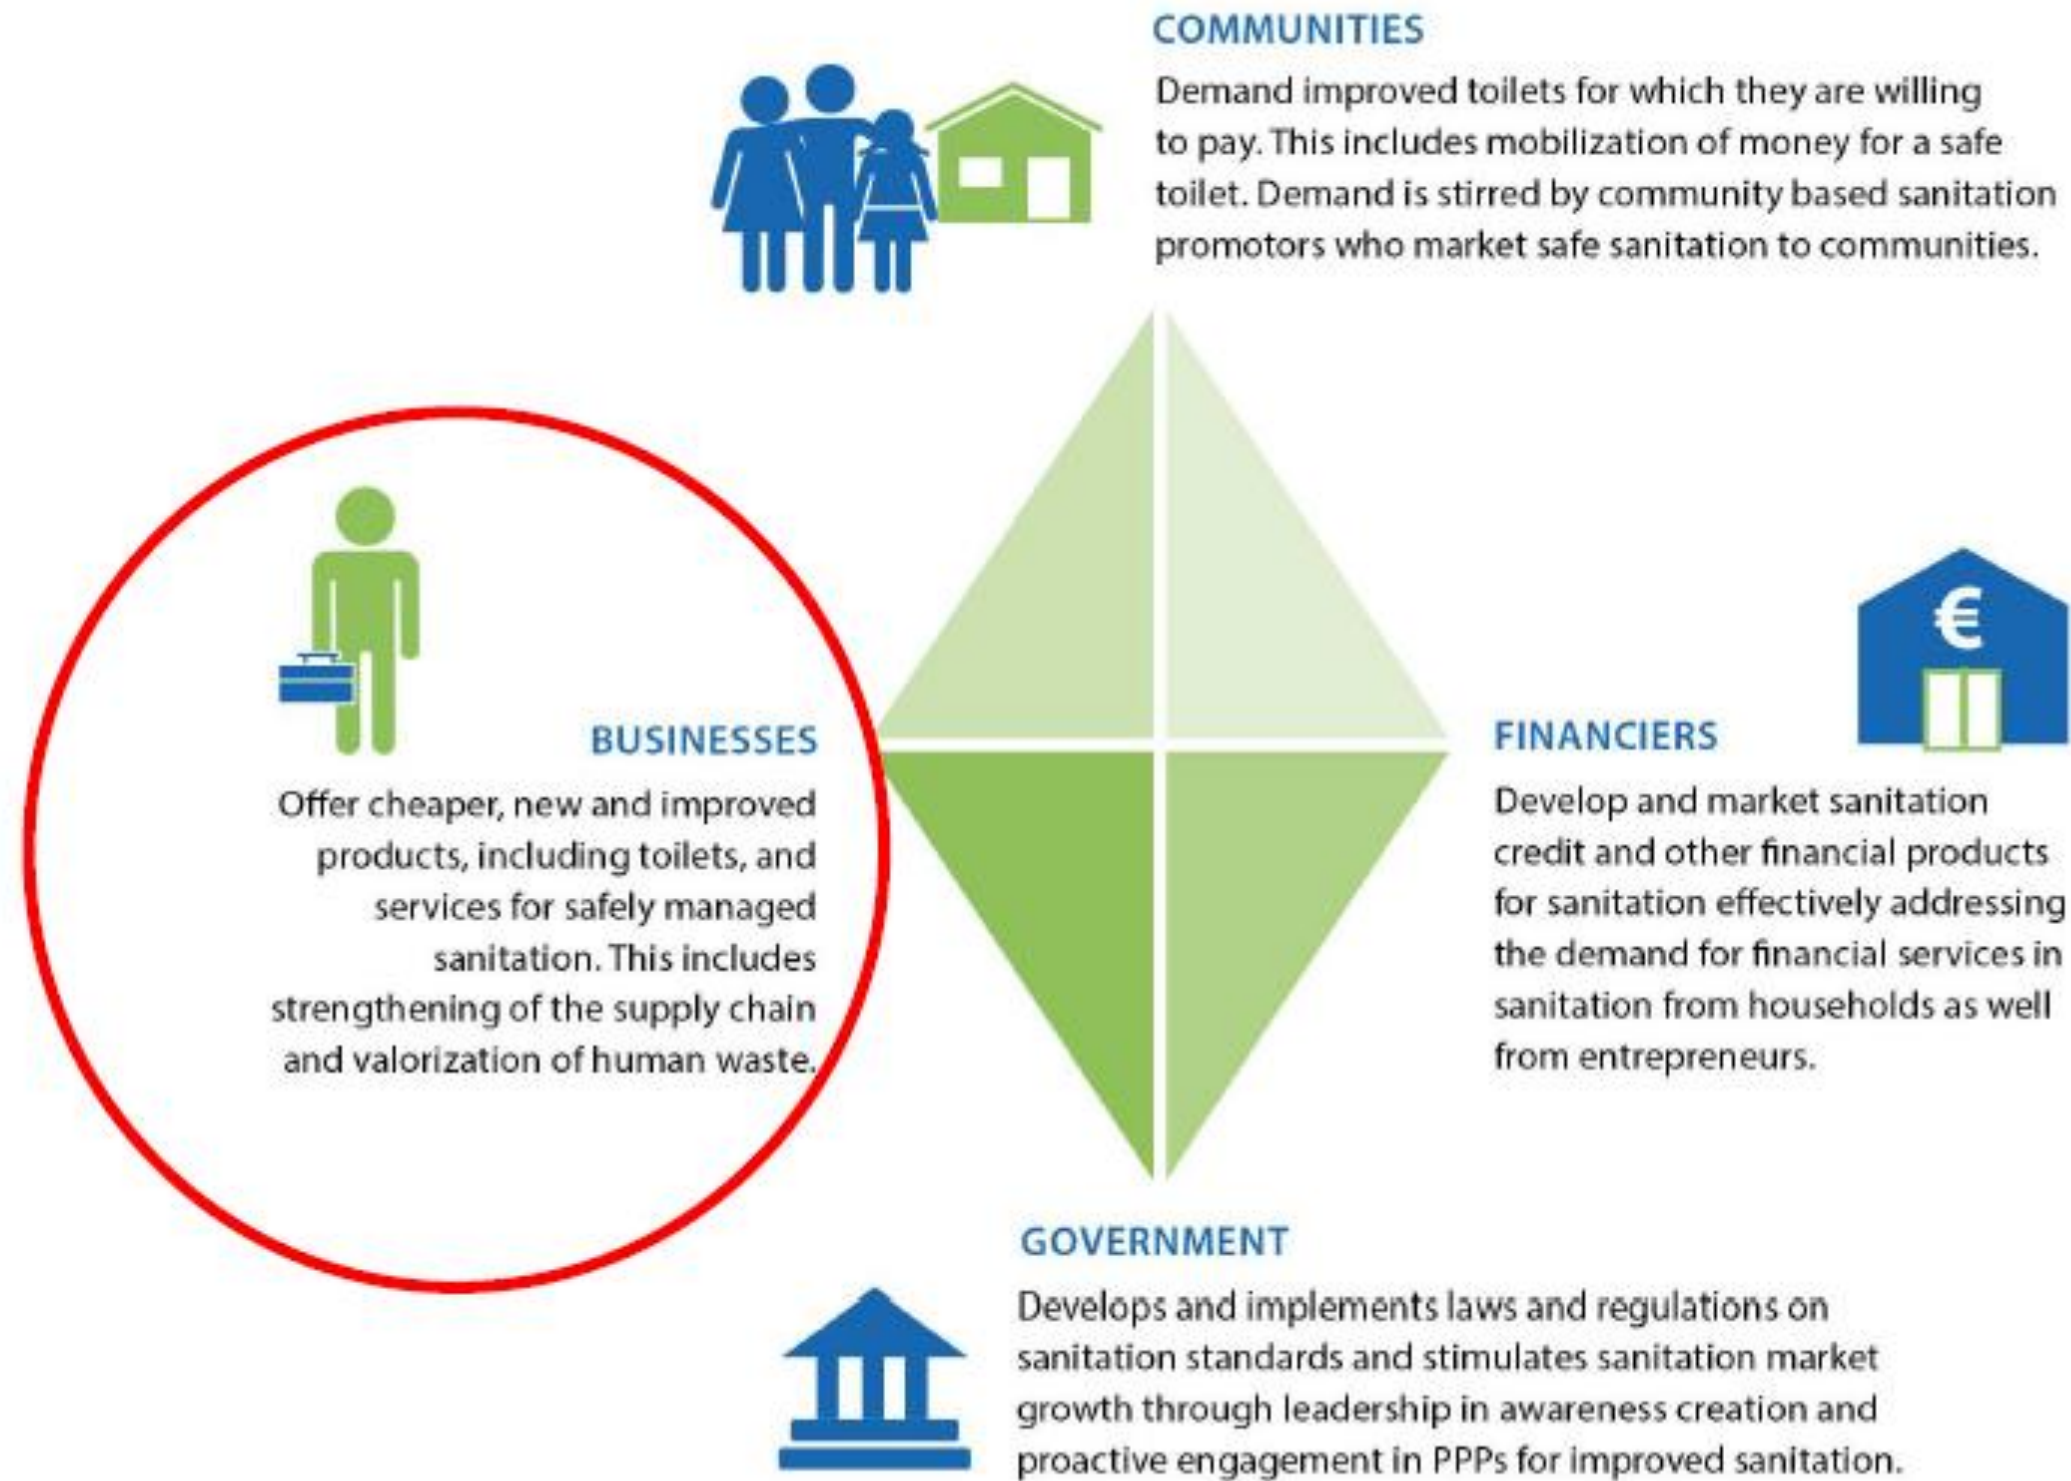 COMMUNITIES
Demand improved toilets for which they are willing
to pay. This includes mobilization of money for a safe
toilet. Demand is stirred by community based sanitation
promotors who market safe sanitation to communities.
BUSINESSES
Offer cheaper, new and improved
products, including toilets, and
services for safely managed
sanitation. This includes
strengthening of the supply chain
and valorization of human waste.
€
FINANCIERS
Develop and market sanitation
credit and other financial products
for sanitation effectively addressing
the demand for financial services in
sanitation from households as well
from entrepreneurs.
GOVERNMENT
Develops and implements laws and regulations on
sanitation standards and stimulates sanitation market
growth through leadership in awareness creation and
proactive engagement in PPPs for improved sanitation.